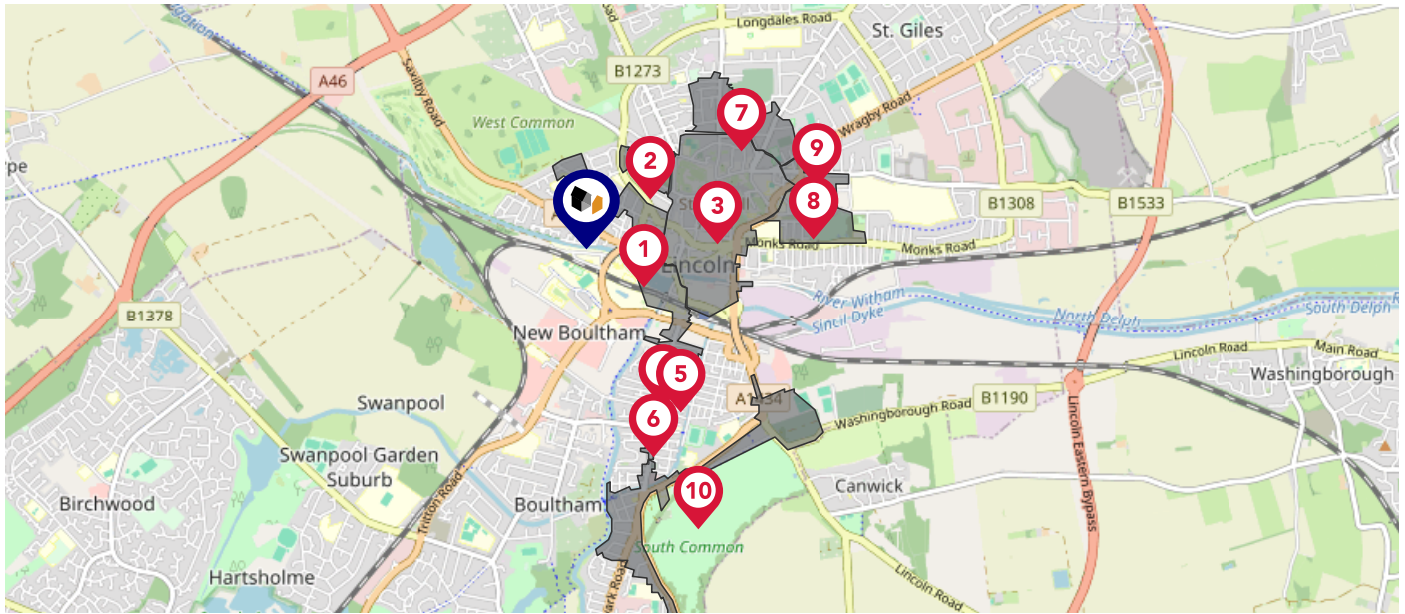 Longdales Road
St. Giles
B1273
A46
Saxilby Road
West Common
Wragby Road
7
9
2
pe
8
3
B1308
B1533
1
Monks Road
Monks Road
Lincoln
River Witham
Sincil Dyke
North Delph
South Delph
B1378
New Boultham
Lincoln Road
Main Road
Washingborough
5
B1190
Swanpool
Washingborough Road
6
Lincoln Eastern Bypass
Swanpool Garden
Suburb
Tritton Road
Canwick
10
Birchwood
Boultham
South Common
Hartsholme
Lincoln Road